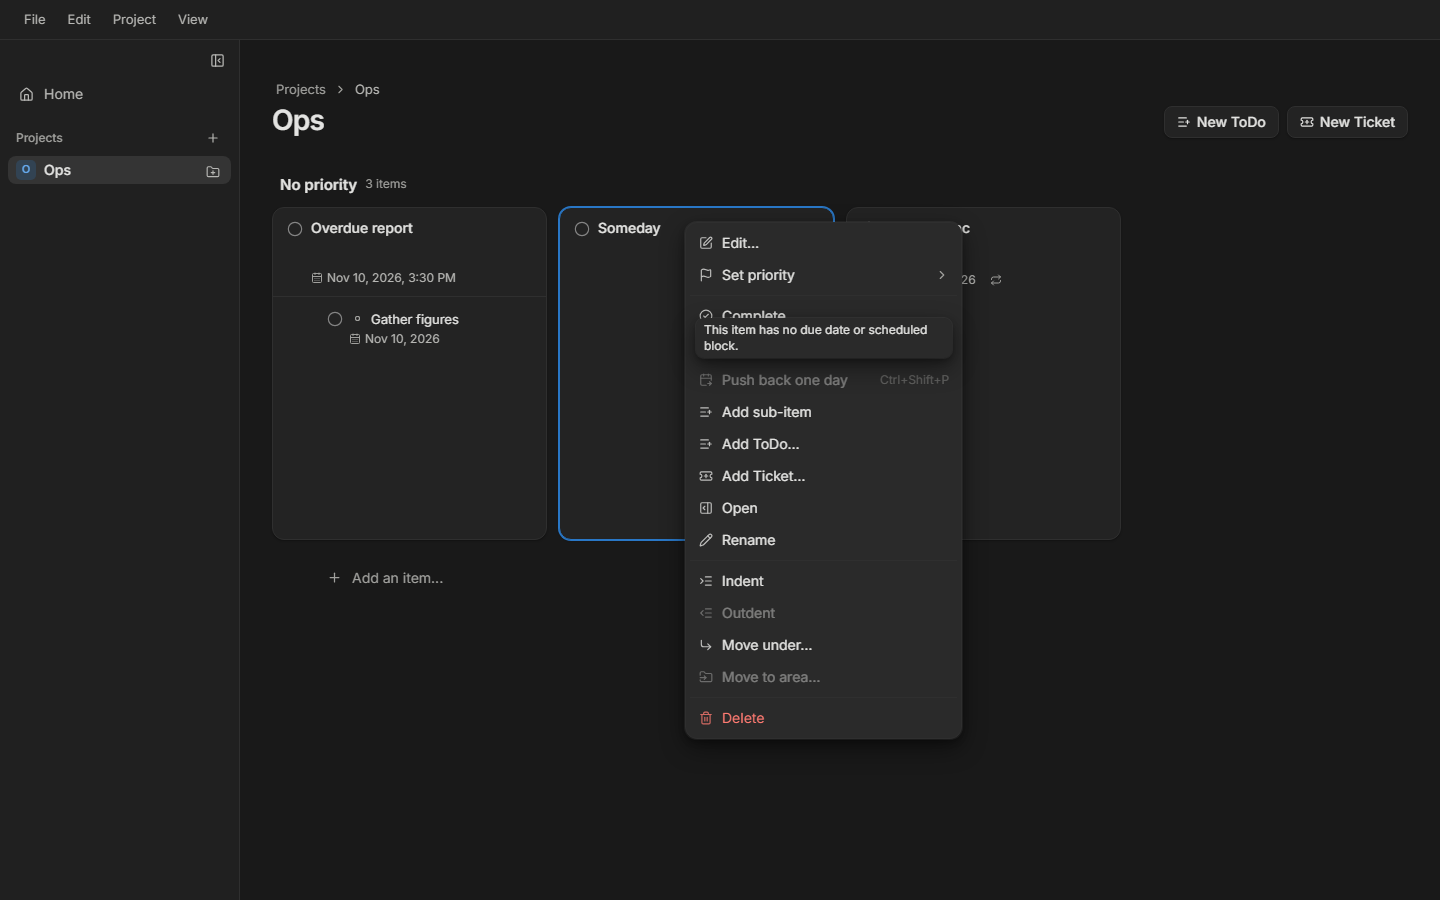 File Edit Project View
Home
Projects
O Ops
Projects > Ops
Ops
New ToDo
New Ticket
No priority 3 items
Overdue report
Nov 10, 2026, 3:30 PM
Gather figures
Nov 10, 2026
Someday
26
Edit...
Set priority
Complete
This item has no due date or scheduled
block.
Push back one day Ctrl+Shift+P
Add sub-item
Add ToDo...
Add Ticket...
Open
Rename
Indent
Outdent
Move under...
Move to area...
Delete
Add an item...